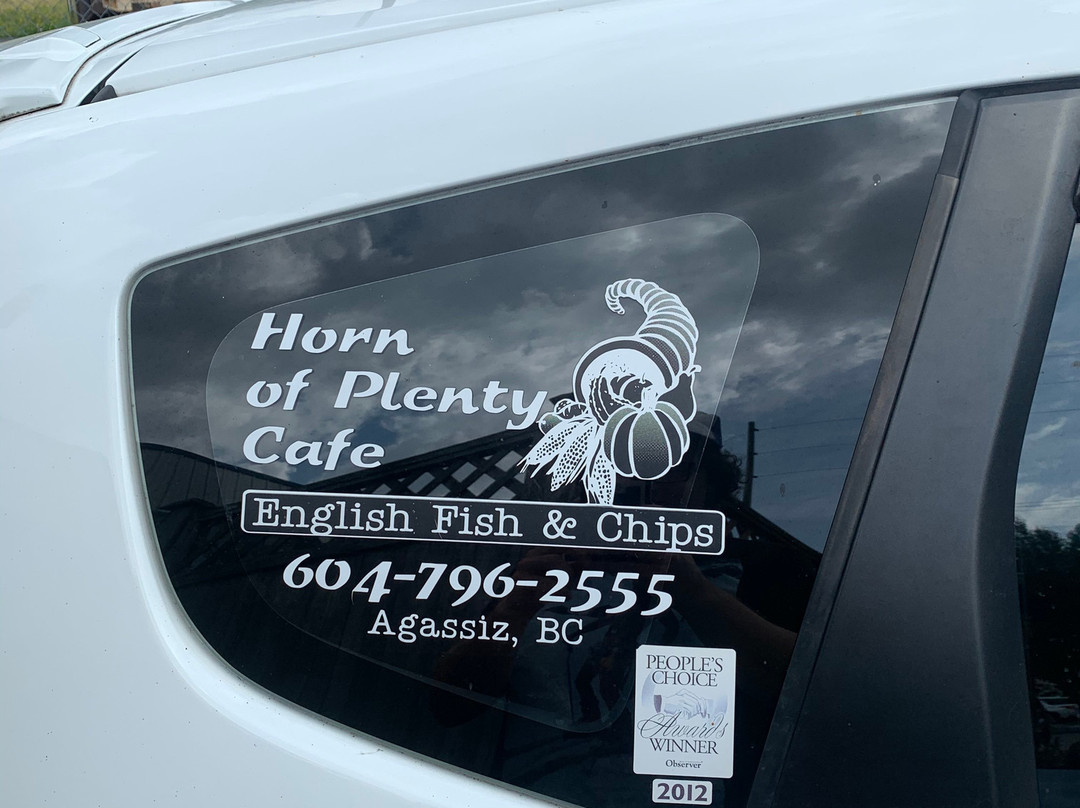 Horn
of Plenty
Cafe
English Fish & Chips
604-796-2555
Agassiz, BC
PEOPLE'S
CHOICE
Awards
WINNER
Observer
2012